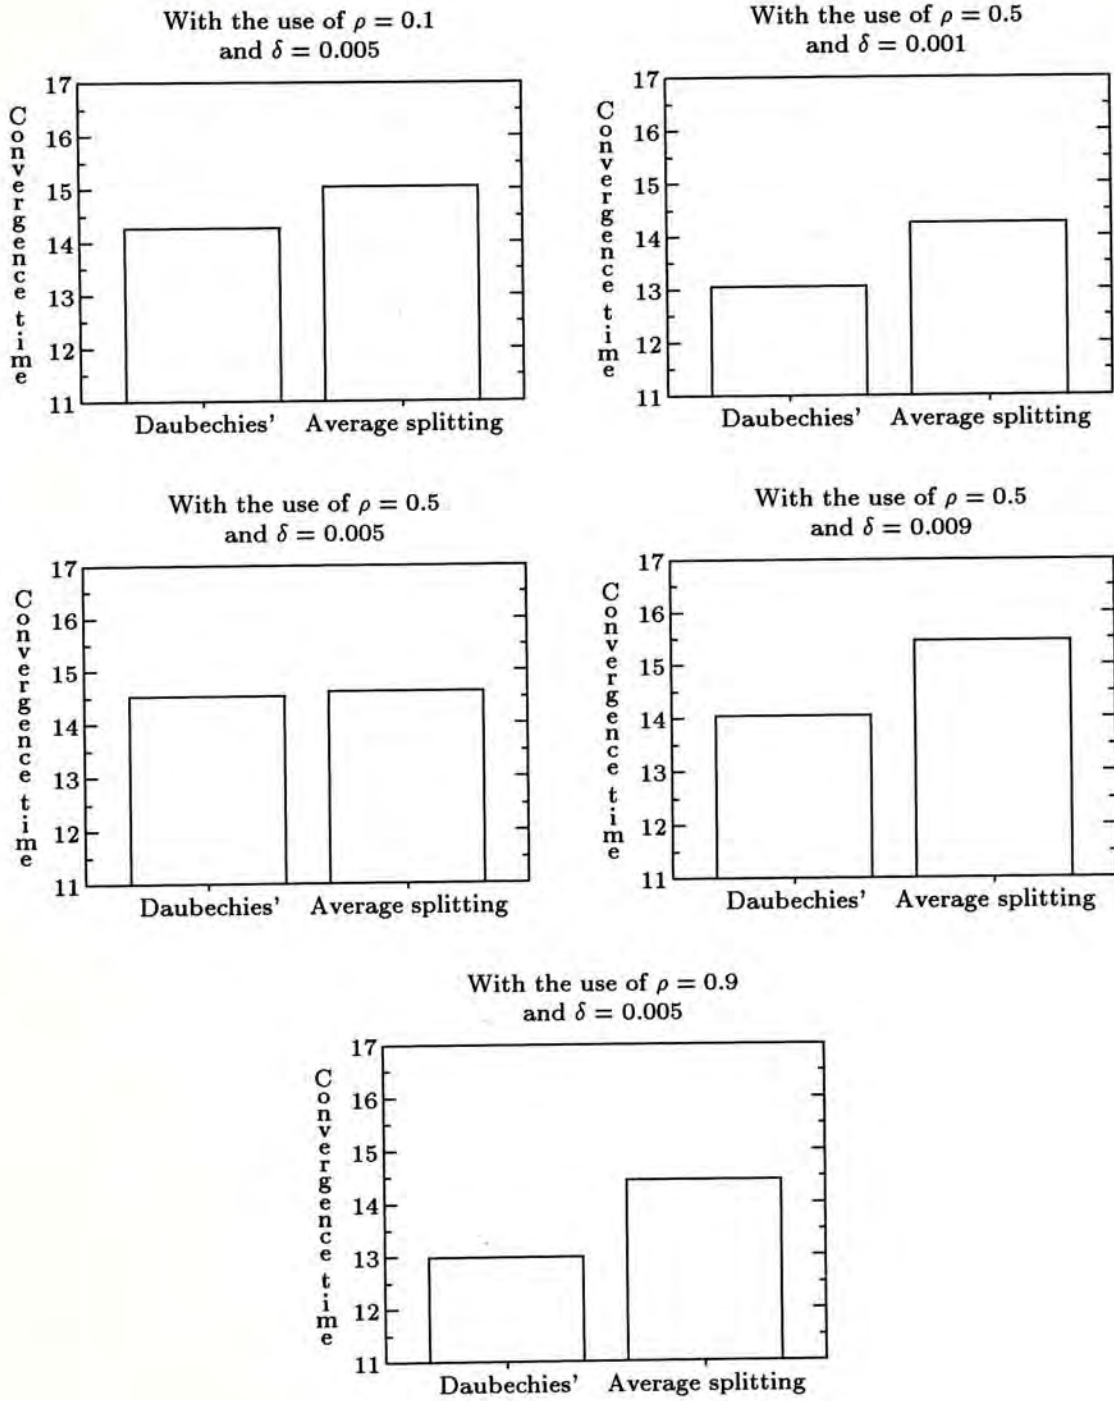 With the use of ρ = 0.1
and δ = 0.005
Convergence time
17
16
15
14
13
12
11
Daubechies' Average splitting
With the use of ρ = 0.5
and δ = 0.001
Convergence time
17
16
15
14
13
12
11
Daubechies' Average splitting
With the use of ρ = 0.5
and δ = 0.005
Convergence time
17
16
15
14
13
12
11
Daubechies' Average splitting
With the use of ρ = 0.5
and δ = 0.009
Convergence time
17
16
15
14
13
12
11
Daubechies' Average splitting
With the use of ρ = 0.9
and δ = 0.005
Convergence time
17
16
15
14
13
12
11
Daubechies' Average splitting